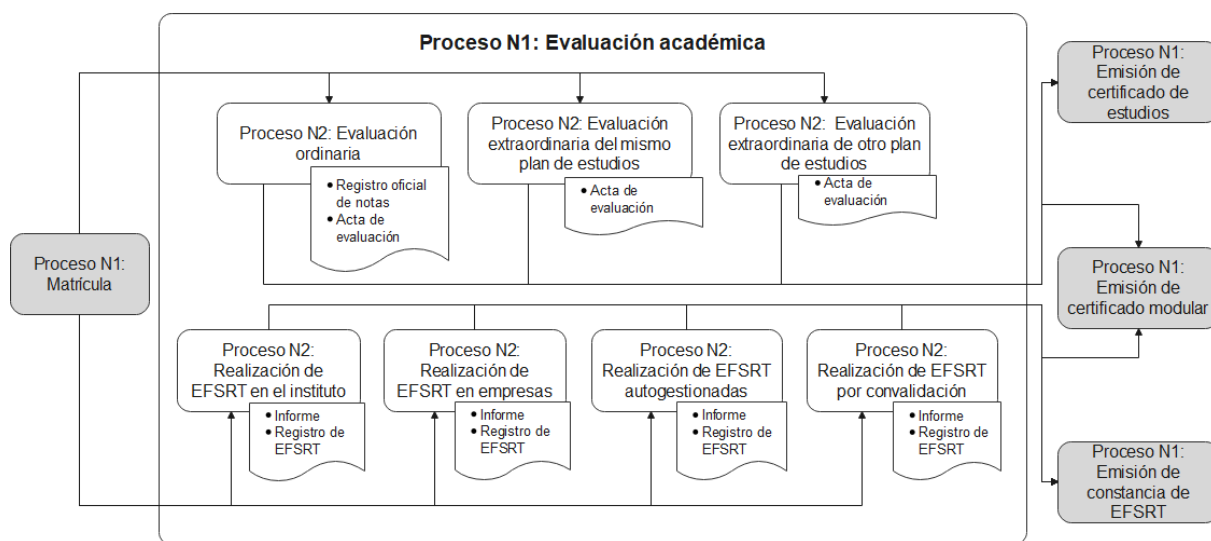 Proceso N1: Evaluación académica
Proceso N1:
Emisión de
certificado de
estudios
Proceso N2: Evaluación
ordinaria
Proceso N2: Evaluación
extraordinaria del mismo
plan de estudios
Proceso N2: Evaluación
extraordinaria de otro plan
de estudios
• Registro oficial
de notas
• Acta de
evaluación
• Acta de
evaluación
• Acta de
evaluación
Proceso N1:
Matrícula
Proceso N1:
Emisión de
certificado modular
Proceso N2:
Realización de
EFSRT en el instituto
Proceso N2:
Realización de
EFSRT en empresas
Proceso N2:
Realización de EFSRT
autogestionadas
Proceso N2:
Realización de EFSRT
por convalidación
• Informe
• Registro de
EFSRT
• Informe
• Registro de
EFSRT
• Informe
• Registro de
EFSRT
• Informe
• Registro de
EFSRT
Proceso N1:
Emisión de
constancia de
EFSRT